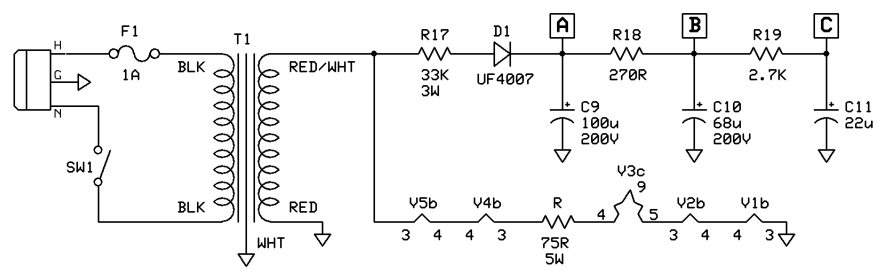 F1
T1
R17
D1
A
R18
B
R19
C
H
G
N
1A
BLK
RED/WHT
33K
3W
UF4007
270R
2.7K
C9
100u
200V
C10
68u
200V
C11
22u
SW1
BLK
RED
WHT
V5b
V4b
R
V3c
9
V2b
V1b
3
4
4
3
75R
5W
4
5
3
4
4
3